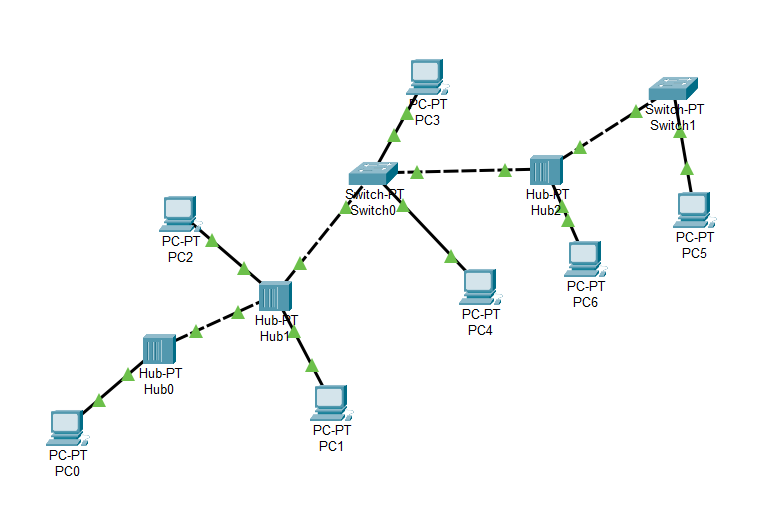 PC-PT
PC3
Switch-PT
Switch1
Switch-PT
Switch0
Hub-PT
Hub2
PC-PT
PC2
PC-PT
PC5
PC-PT
PC6
PC-PT
PC4
Hub-PT
Hub1
Hub-PT
Hub0
PC-PT
PC1
PC-PT
PC0